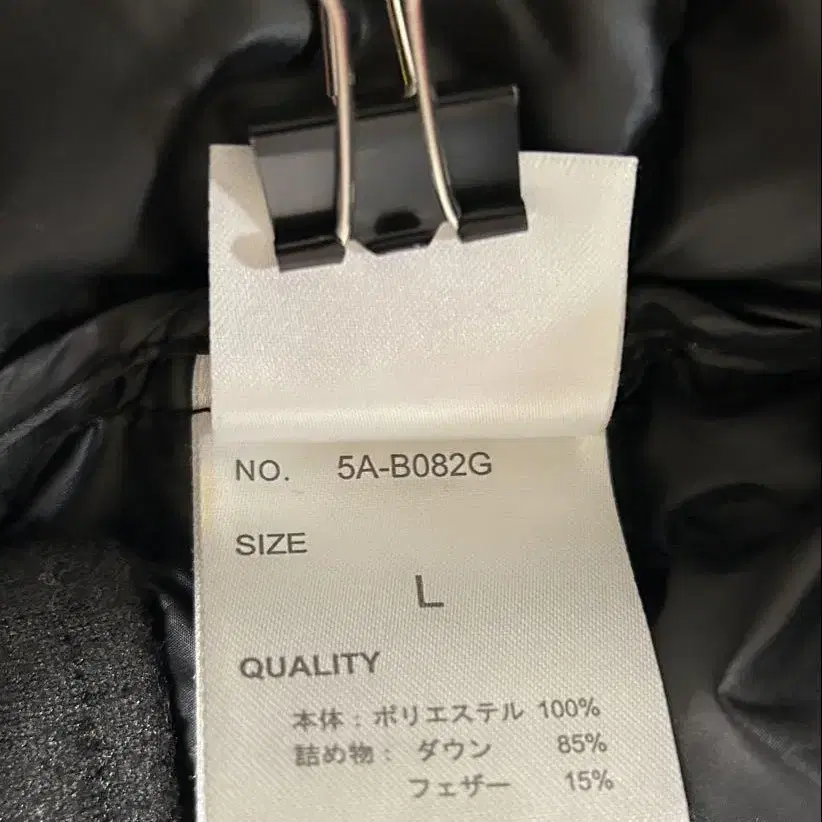 NO. 5A-B082G
SIZE
L
QUALITY
本体：ポリエステル 100%
詰め物： ダウン 85%
フェザー 15%